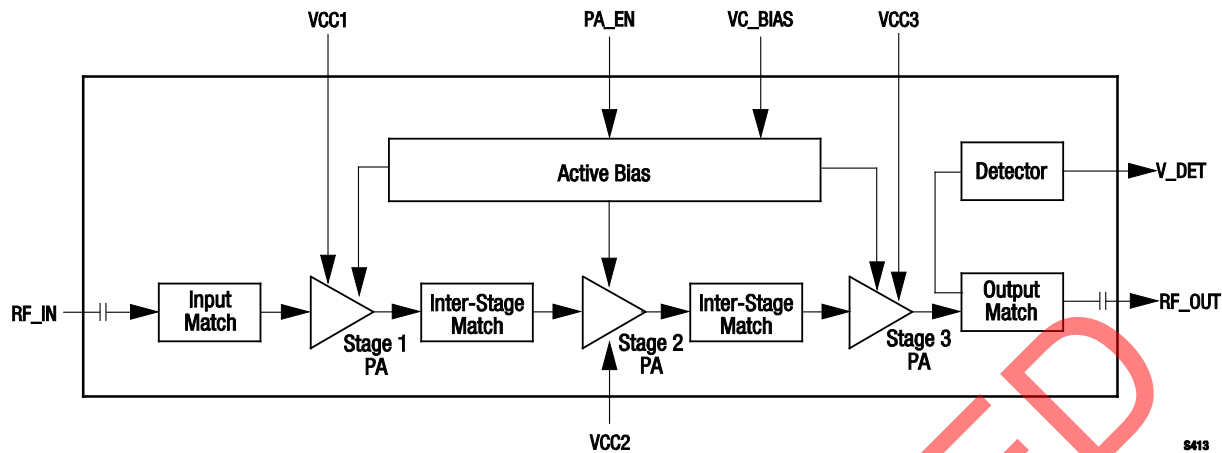 VCC1
PA_EN
VC_BIAS
VCC3
Active Bias
Detector
V_DET
RF_IN
Input
Match
Stage 1
PA
Inter-Stage
Match
Stage 2
PA
Inter-Stage
Match
Stage 3
PA
Output
Match
RF_OUT
VCC2
S413